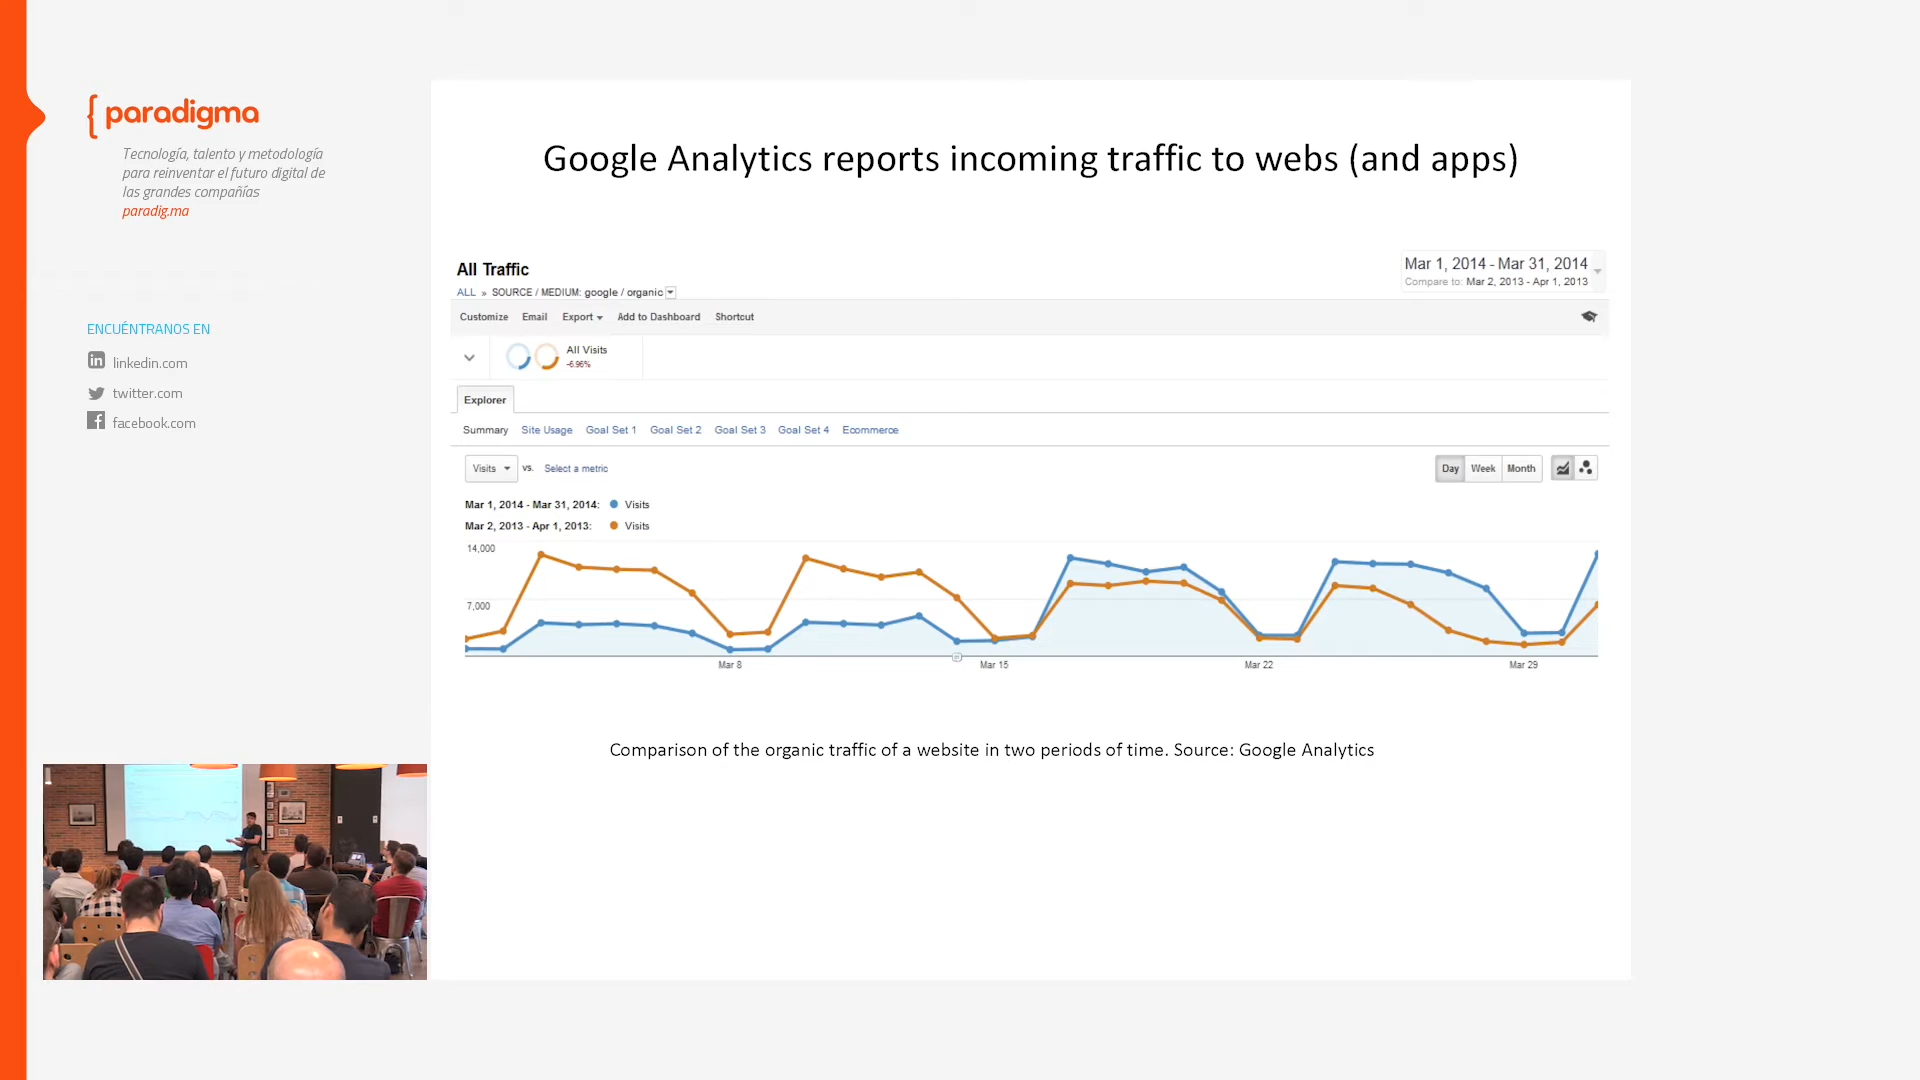 { paradigma
Tecnología, talento y metodología
para reinventar el futuro digital de
las grandes compañías
paradig.ma
ENCUÉNTRANOS EN
linkedin.com
twitter.com
facebook.com
Google Analytics reports incoming traffic to webs (and apps)
All Traffic
Mar 1, 2014 - Mar 31, 2014
Compare to: Mar 2, 2013 - Apr 1, 2013
ALL » SOURCE / MEDIUM: google / organic
Customize Email Export Add to Dashboard Shortcut
All Visits
-6.96%
Explorer
Summary Site Usage Goal Set 1 Goal Set 2 Goal Set 3 Goal Set 4 Ecommerce
Visits vs. Select a metric
Day Week Month
Mar 1, 2014 - Mar 31, 2014: Visits
Mar 2, 2013 - Apr 1, 2013: Visits
14,000
7,000
Mar 8 Mar 15 Mar 22 Mar 29
Comparison of the organic traffic of a website in two periods of time. Source: Google Analytics